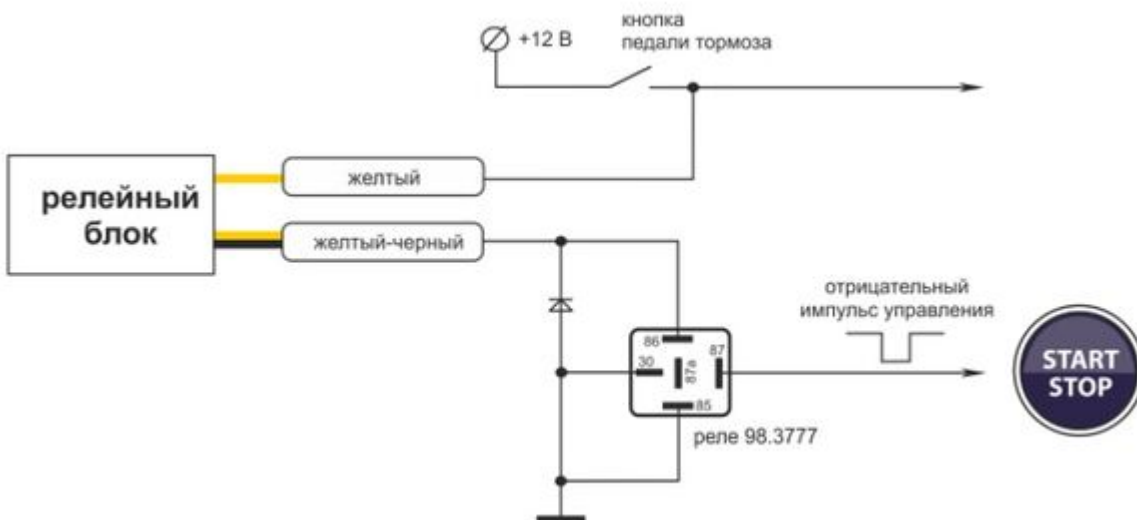 кнопка
+12 В
педали тормоза
желтый
релейный
блок
желтый-черный
отрицательный
импульс управления
86
87
30
87a
85
START
STOP
реле 98.3777